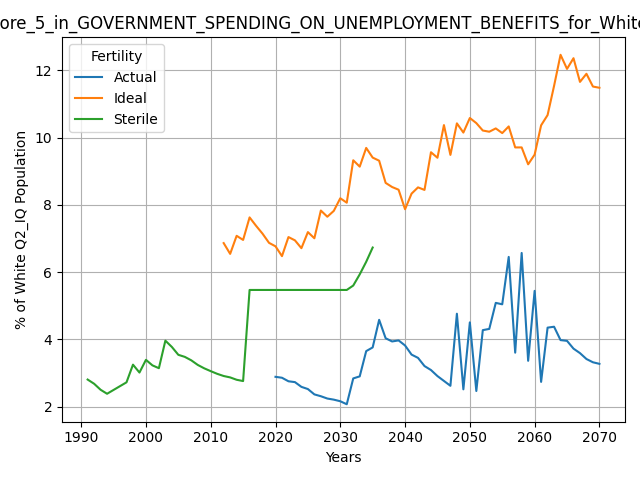 ore_5_in_GOVERNMENT_SPENDING_ON_UNEMPLOYMENT_BENEFITS_for_White
Fertility
Actual
Ideal
Sterile
% of White Q2_IQ Population
12
10
8
6
4
2
1990 2000 2010 2020 2030 2040 2050 2060 2070
Years